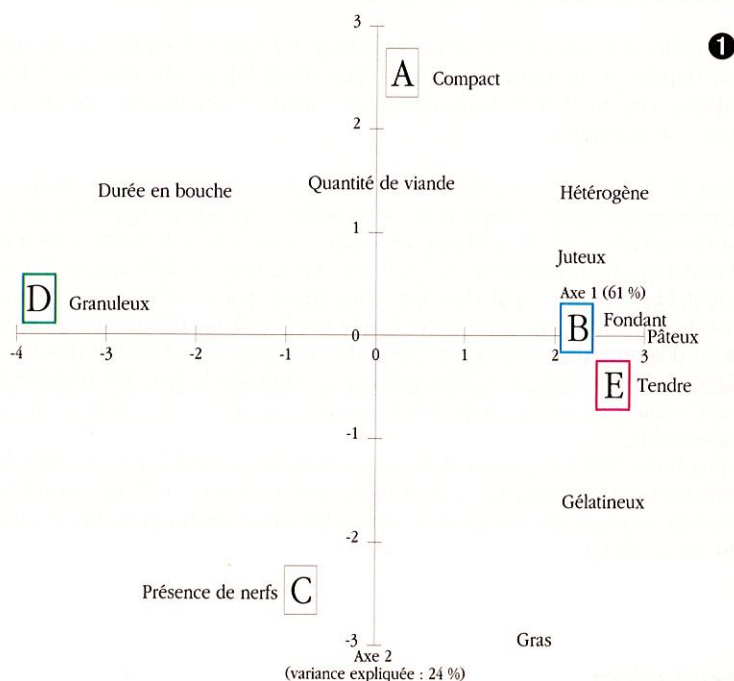 3
❶
A Compact
2
Durée en bouche
Quantité de viande
Hétérogène
1
Juteux
Axe 1 (61 %)
D Granuleux
B Fondant
Pâteux
-4 -3 -2 -1 0 1 2 3
E Tendre
-1
Gélatineux
-2
Présence de nerfs C
-3
Gras
Axe 2
(variance expliquée : 24 %)